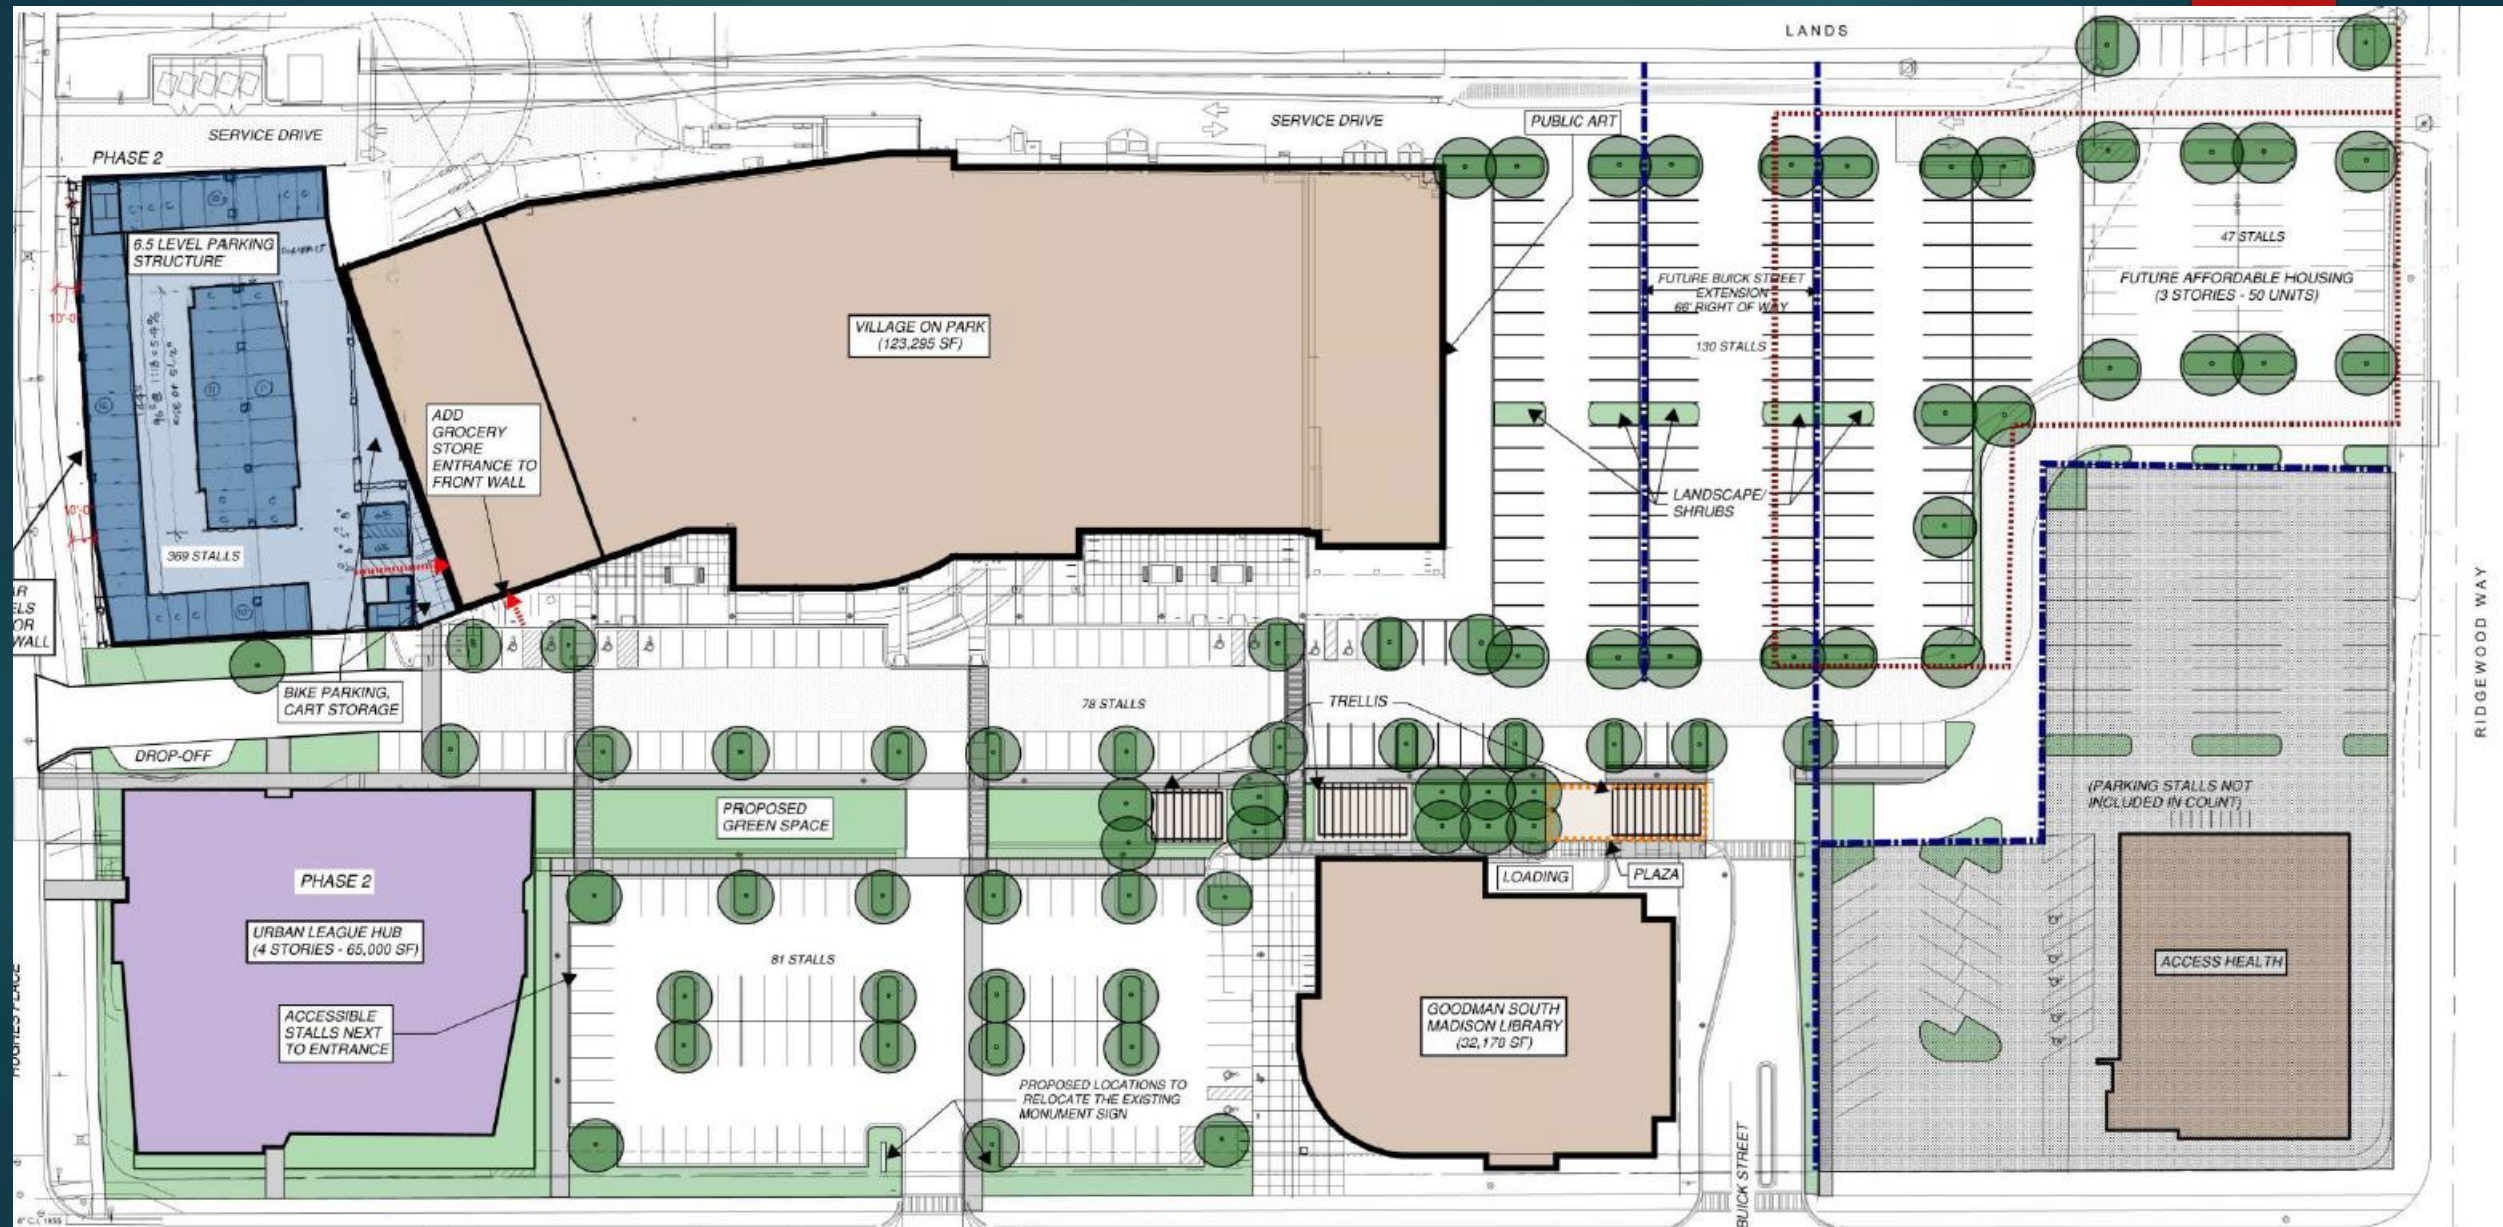 LANDS
SERVICE DRIVE
SERVICE DRIVE
PUBLIC ART
PHASE 2
6.5 LEVEL PARKING
STRUCTURE
47 STALLS
FUTURE AFFORDABLE HOUSING
(3 STORIES - 50 UNITS)
FUTURE BUICK STREET
EXTENSION
66' RIGHT OF WAY
130 STALLS
VILLAGE ON PARK
(123,295 SF)
ADD
GROCERY
STORE
ENTRANCE TO
FRONT WALL
LANDSCAPE/
SHRUBS
369 STALLS
WALL
RIDGEWOOD WAY
BIKE PARKING,
CART STORAGE
78 STALLS
TRELLIS
DROP-OFF
PROPOSED
GREEN SPACE
(PARKING STALLS NOT
INCLUDED IN COUNT)
PHASE 2
LOADING
PLAZA
URBAN LEAGUE HUB
(4 STORIES - 65,000 SF)
81 STALLS
ACCESS HEALTH
ACCESSIBLE
STALLS NEXT
TO ENTRANCE
GOODMAN SOUTH
MADISON LIBRARY
(32,170 SF)
PROPOSED LOCATIONS TO
RELOCATE THE EXISTING
MONUMENT SIGN
BUICK STREET